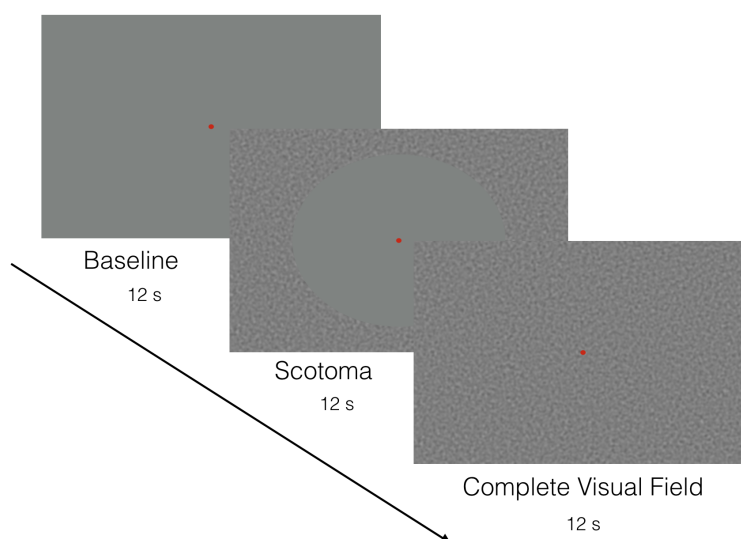 Baseline
12 s
Scotoma
12 s
Complete Visual Field
12 s